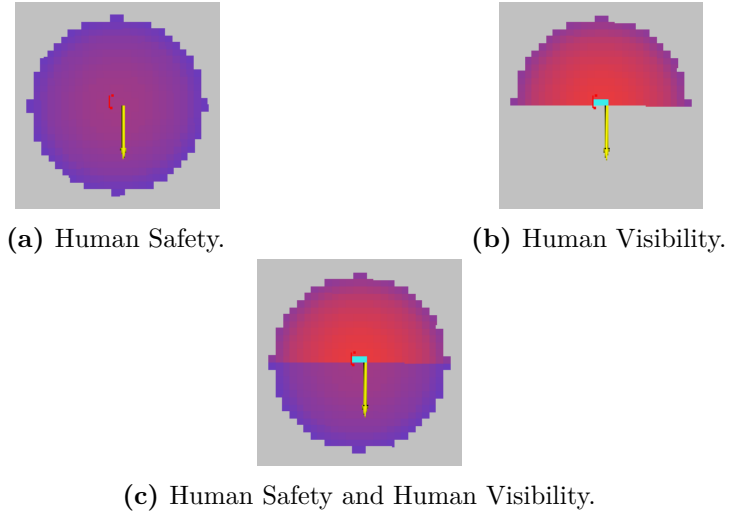 (a) Human Safety.
(b) Human Visibility.
(c) Human Safety and Human Visibility.